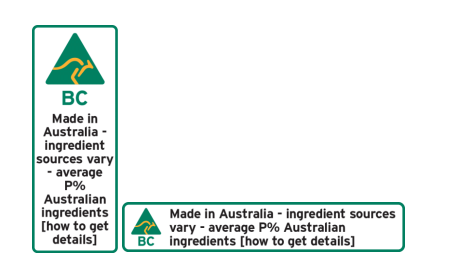 BC
Made in
Australia -
ingredient
sources vary
- average
P%
Australian
ingredients
[how to get
details]
BC
Made in Australia - ingredient sources
vary - average P% Australian
ingredients [how to get details]